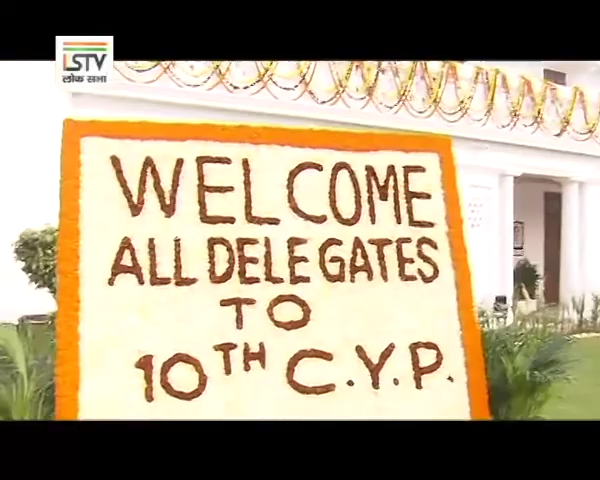 LSTV
लोक सभा
WELCOME
ALL DELEGATES
TO
10TH C.Y.P.